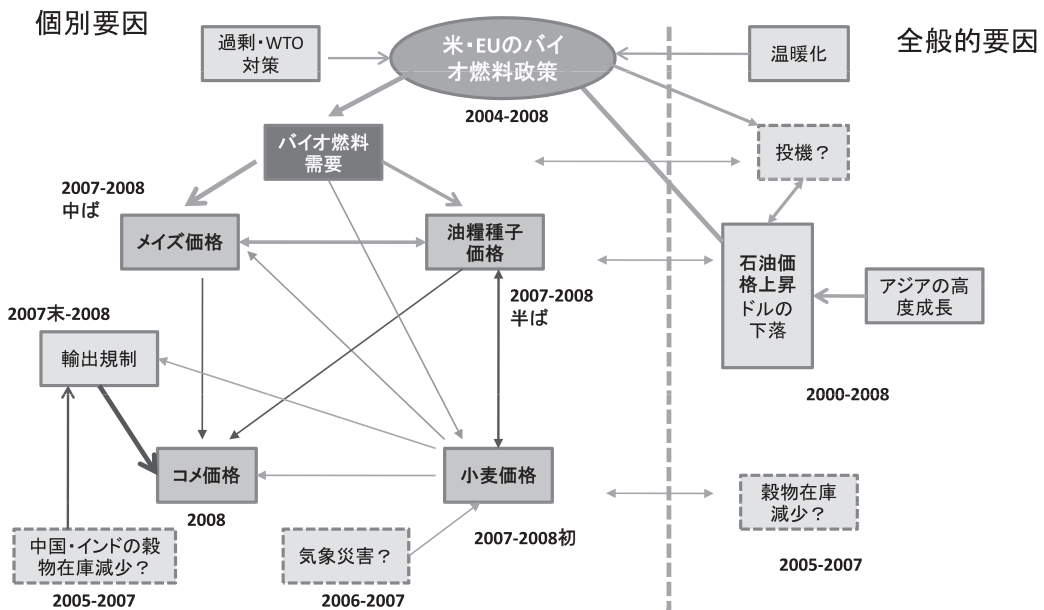 個別要因
過剰・WTO
対策
米・EUのバイ
オ燃料政策
温暖化
全般的要因
2004-2008
バイオ燃料
需要
投機？
2007-2008
中ば
メイズ価格
油糧種子
価格
石油価
格上昇
ドルの
下落
アジアの高
度成長
2007-2008
半ば
2007末-2008
輸出規制
2000-2008
コメ価格
小麦価格
穀物在庫
減少？
2008
2007-2008初
中国・インドの穀
物在庫減少？
気象災害？
2005-2007
2005-2007
2006-2007